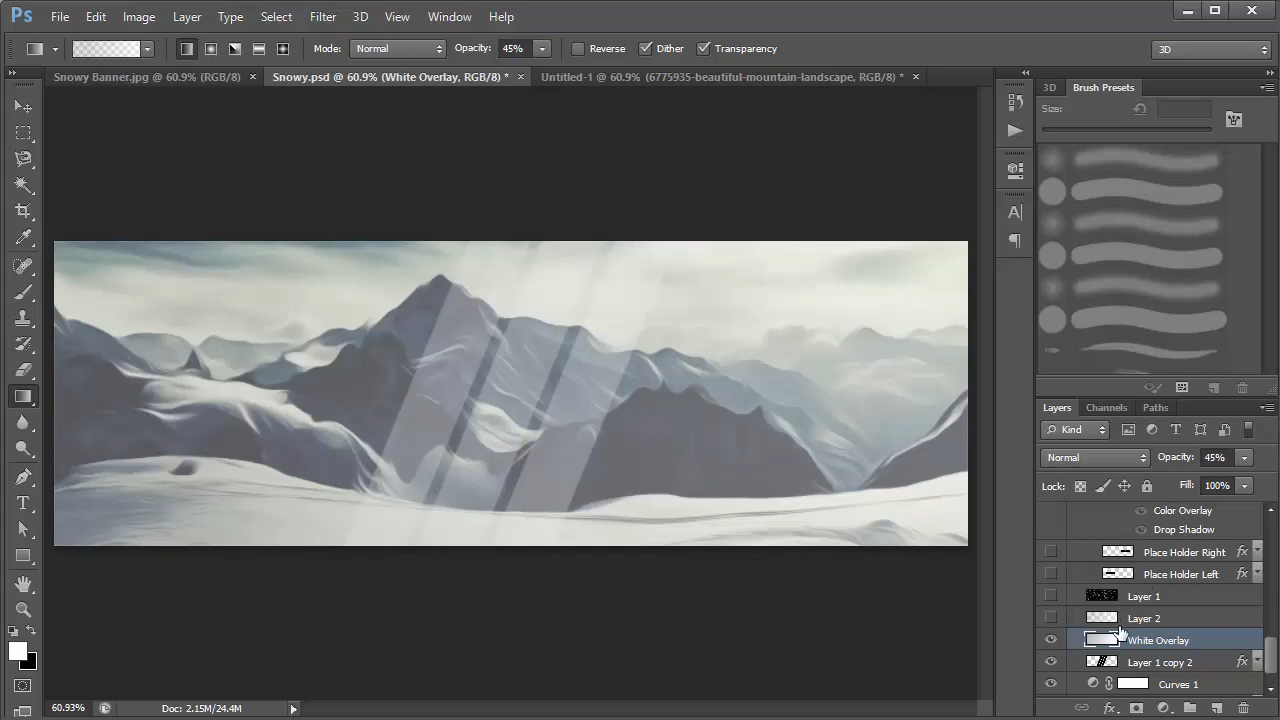 Ps File Edit Image Layer Type Select Filter 3D View Window Help
Mode: Normal Opacity: 45% Reverse Dither Transparency 3D
Snowy Banner.jpg @ 60.9% (RGB/8) × Snowy.psd @ 60.9% (White Overlay, RGB/8) * × Untitled-1 @ 60.9% (6775935-beautiful-mountain-landscape, RGB/8) * ×
3D Brush Presets
Size:
Layers Channels Paths
Kind
Normal Opacity: 45%
Lock: Fill: 100%
Color Overlay
Drop Shadow
Place Holder Right fx
Place Holder Left fx
Layer 1
Layer 2
White Overlay
Layer 1 copy 2 fx
Curves 1
60.93% Doc: 2.15M/24.4M